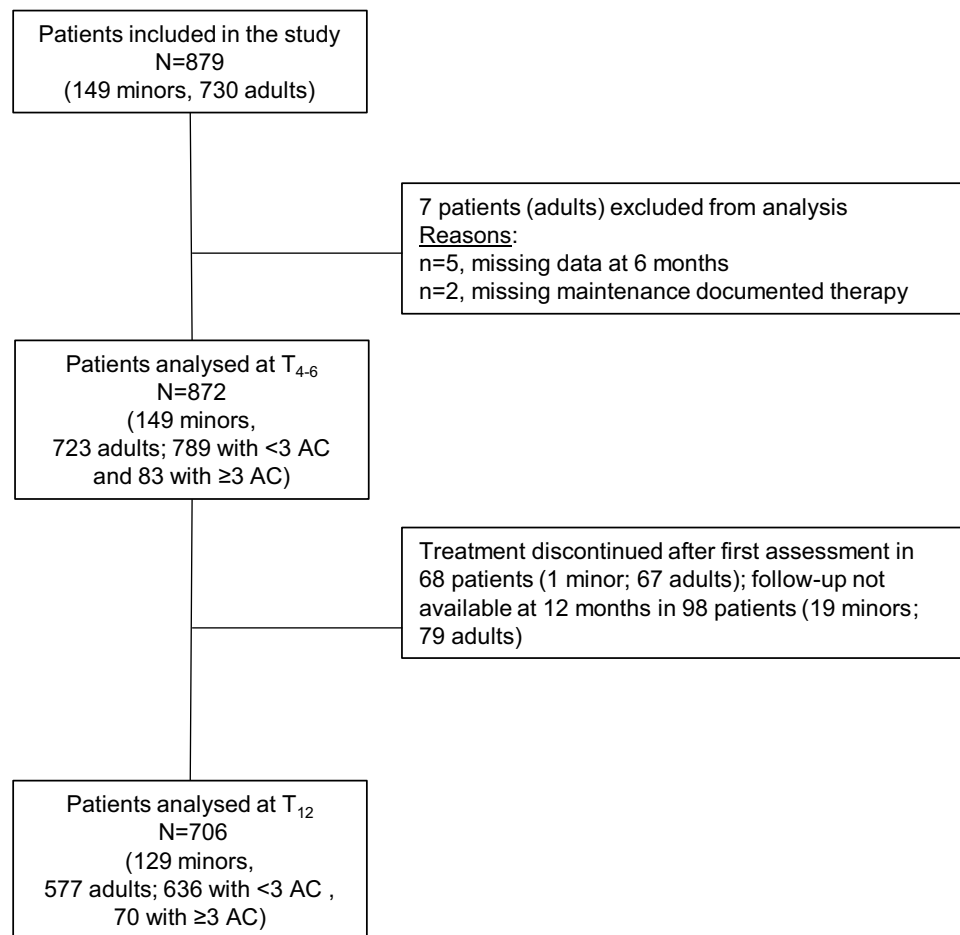 Patients included in the study
N=879
(149 minors, 730 adults)
7 patients (adults) excluded from analysis
Reasons:
n=5, missing data at 6 months
n=2, missing maintenance documented therapy
Patients analysed at T4-6
N=872
(149 minors,
723 adults; 789 with <3 AC
and 83 with ≥3 AC)
Treatment discontinued after first assessment in
68 patients (1 minor; 67 adults); follow-up not
available at 12 months in 98 patients (19 minors;
79 adults)
Patients analysed at T12
N=706
(129 minors,
577 adults; 636 with <3 AC ,
70 with ≥3 AC)